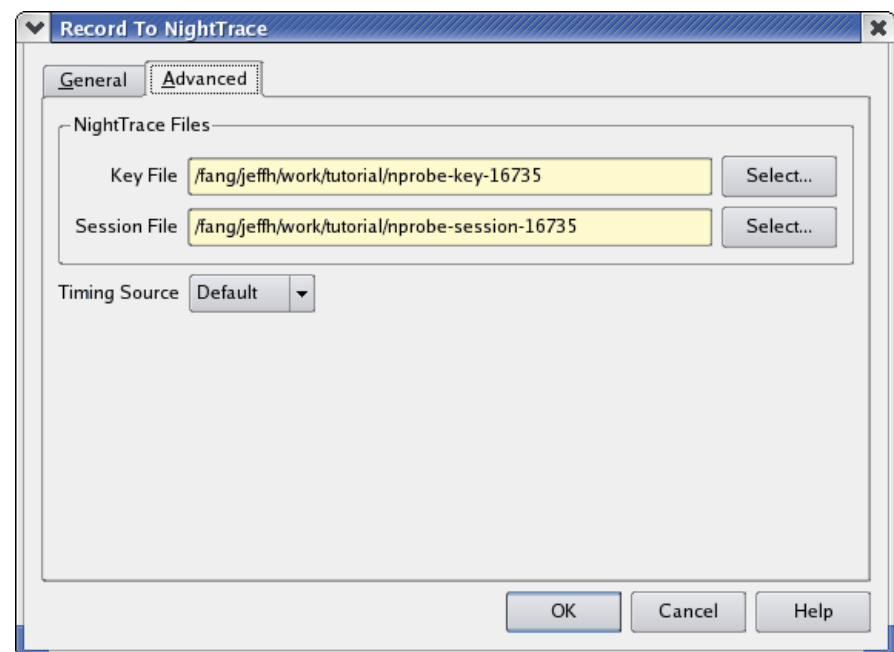 Record To NightTrace
General Advanced
NightTrace Files
Key File /fang/jeffh/work/tutorial/nprobe-key-16735 Select...
Session File /fang/jeffh/work/tutorial/nprobe-session-16735 Select...
Timing Source Default
OK Cancel Help